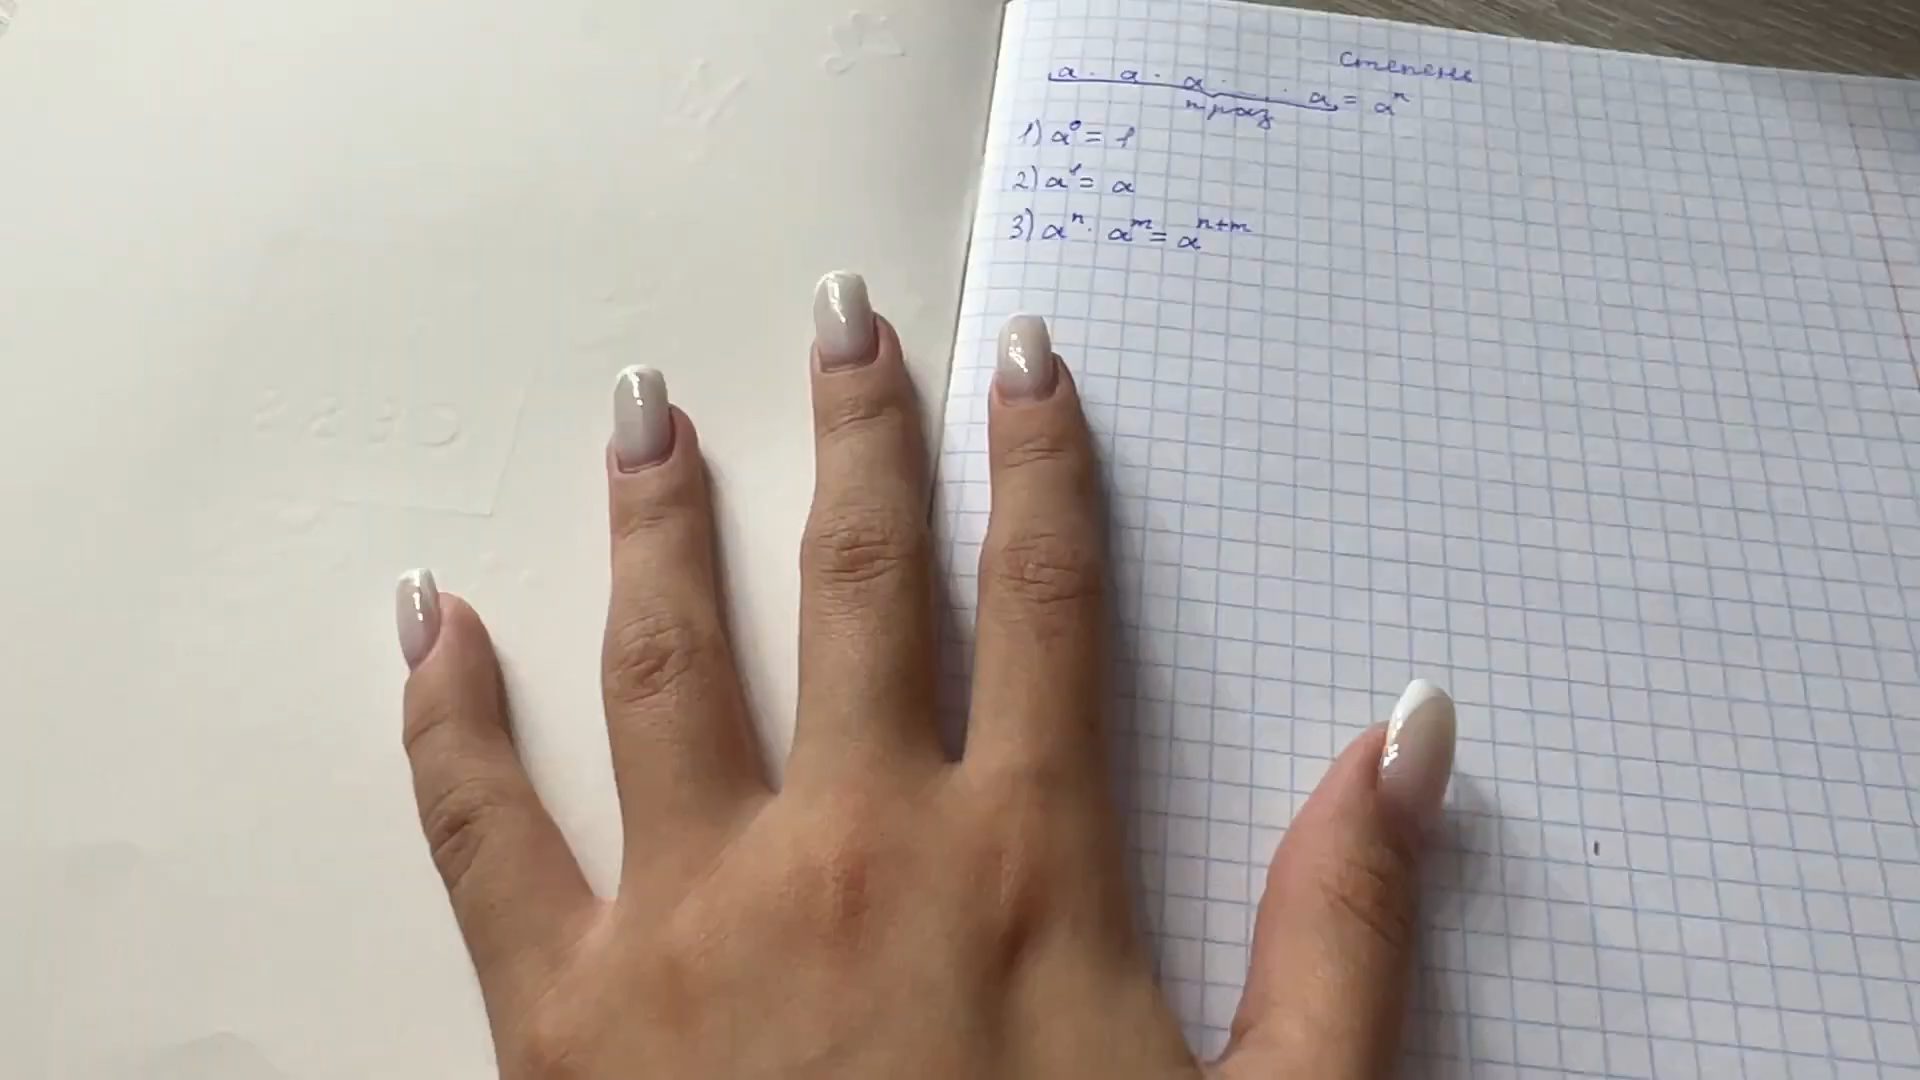 Степень
a · a · a · ... · a = aⁿ
n раз
1) a⁰ = 1
2) a¹ = a
3) aⁿ · aᵐ = aⁿ⁺ᵐ